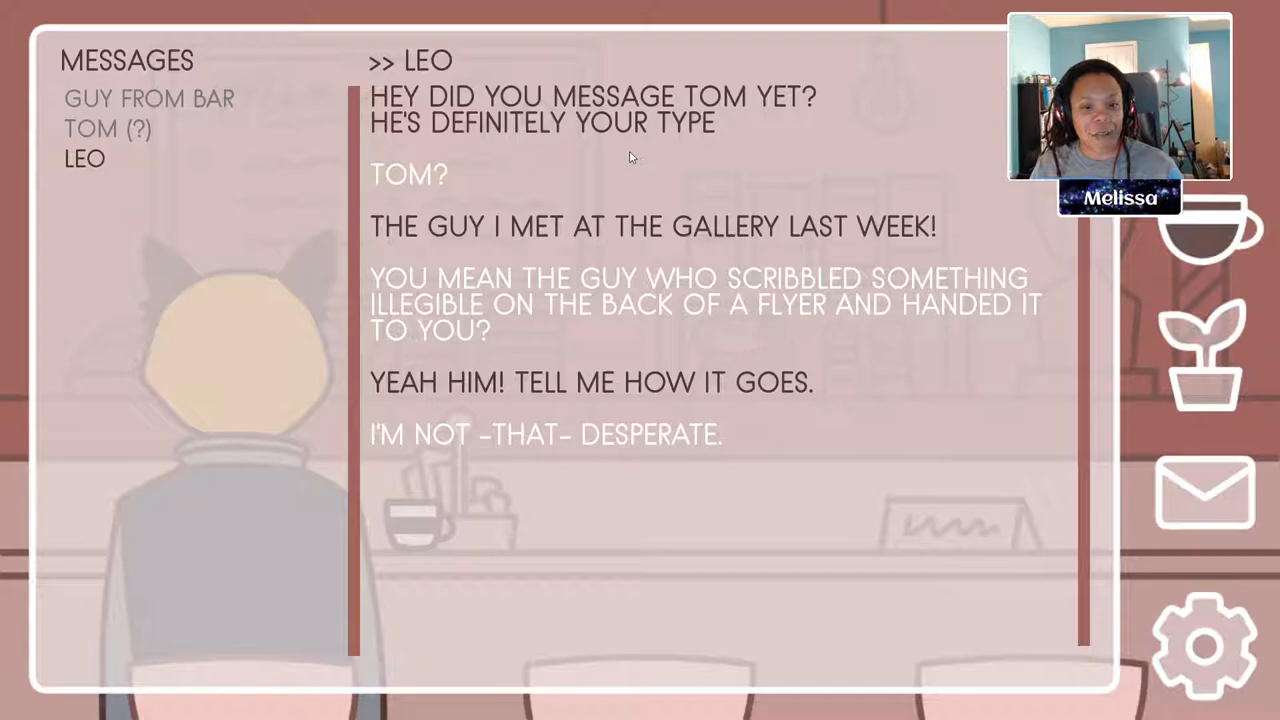 MESSAGES
GUY FROM BAR
TOM (?)
LEO
>> LEO
HEY DID YOU MESSAGE TOM YET?
HE'S DEFINITELY YOUR TYPE
TOM?
THE GUY I MET AT THE GALLERY LAST WEEK!
YOU MEAN THE GUY WHO SCRIBBLED SOMETHING
ILLEGIBLE ON THE BACK OF A FLYER AND HANDED IT
TO YOU?
YEAH HIM! TELL ME HOW IT GOES.
I'M NOT -THAT- DESPERATE.
Melissa